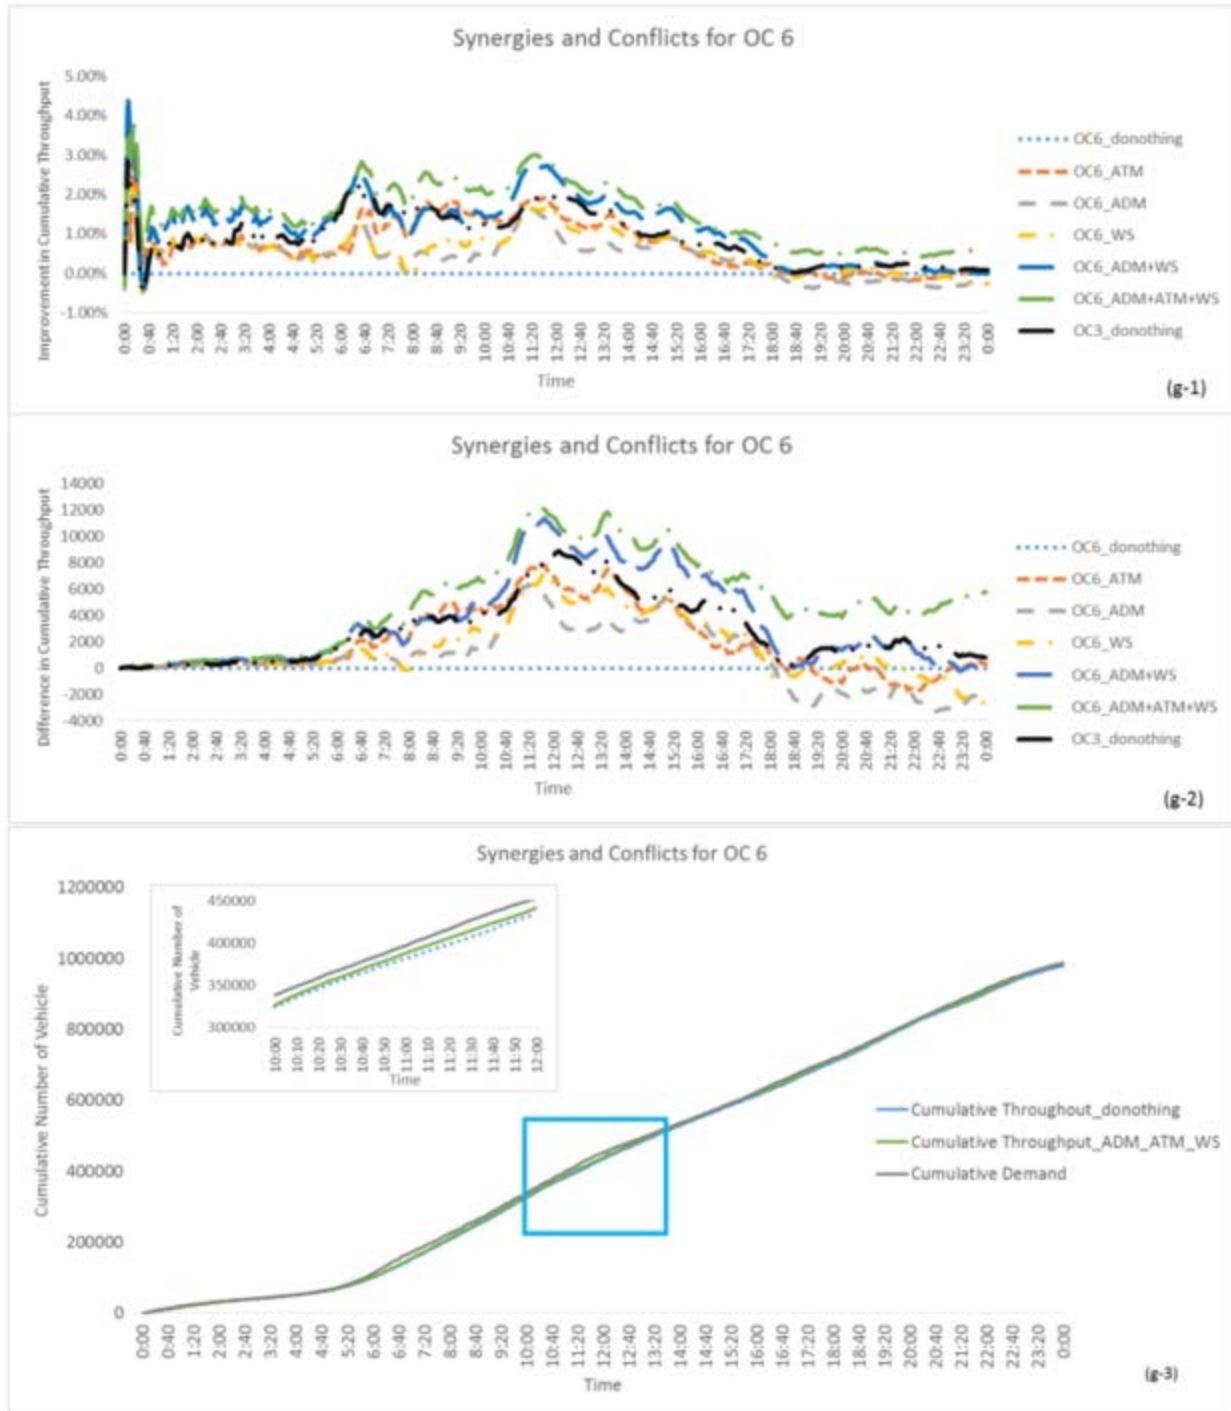 Synergies and Conflicts for OC 6
Improvement in Cumulative Throughput
5.00%
4.00%
3.00%
2.00%
1.00%
0.00%
-1.00%
0:00 0:40 1:20 2:00 2:40 3:20 4:00 4:40 5:20 6:00 6:40 7:20 8:00 8:40 9:20 10:00 10:40 11:20 12:00 12:40 13:20 14:00 14:40 15:20 16:00 16:40 17:20 18:00 18:40 19:20 20:00 20:40 21:20 22:00 22:40 23:20 0:00
Time
OC6_donothing
OC6_ATM
OC6_ADM
OC6_WS
OC6_ADM+WS
OC6_ADM+ATM+WS
OC3_donothing
(g-1)
Synergies and Conflicts for OC 6
Difference in Cumulative Throughput
14000
12000
10000
8000
6000
4000
2000
0
-2000
-4000
0:00 0:40 1:20 2:00 2:40 3:20 4:00 4:40 5:20 6:00 6:40 7:20 8:00 8:40 9:20 10:00 10:40 11:20 12:00 12:40 13:20 14:00 14:40 15:20 16:00 16:40 17:20 18:00 18:40 19:20 20:00 20:40 21:20 22:00 22:40 23:20 0:00
Time
OC6_donothing
OC6_ATM
OC6_ADM
OC6_WS
OC6_ADM+WS
OC6_ADM+ATM+WS
OC3_donothing
(g-2)
Synergies and Conflicts for OC 6
Cumulative Number of Vehicle
1200000
1000000
800000
600000
400000
200000
0
Cumulative Number of
Vehicle
450000
400000
350000
300000
10:00 10:10 10:20 10:30 10:40 10:50 11:00 11:10 11:20 11:30 11:40 11:50 12:00
Time
0:00 0:40 1:20 2:00 2:40 3:20 4:00 4:40 5:20 6:00 6:40 7:20 8:00 8:40 9:20 10:00 10:40 11:20 12:00 12:40 13:20 14:00 14:40 15:20 16:00 16:40 17:20 18:00 18:40 19:20 20:00 20:40 21:20 22:00 22:40 23:20 0:00
Time
Cumulative Throughout_donothing
Cumulative Throughput_ADM_ATM_WS
Cumulative Demand
(g-3)